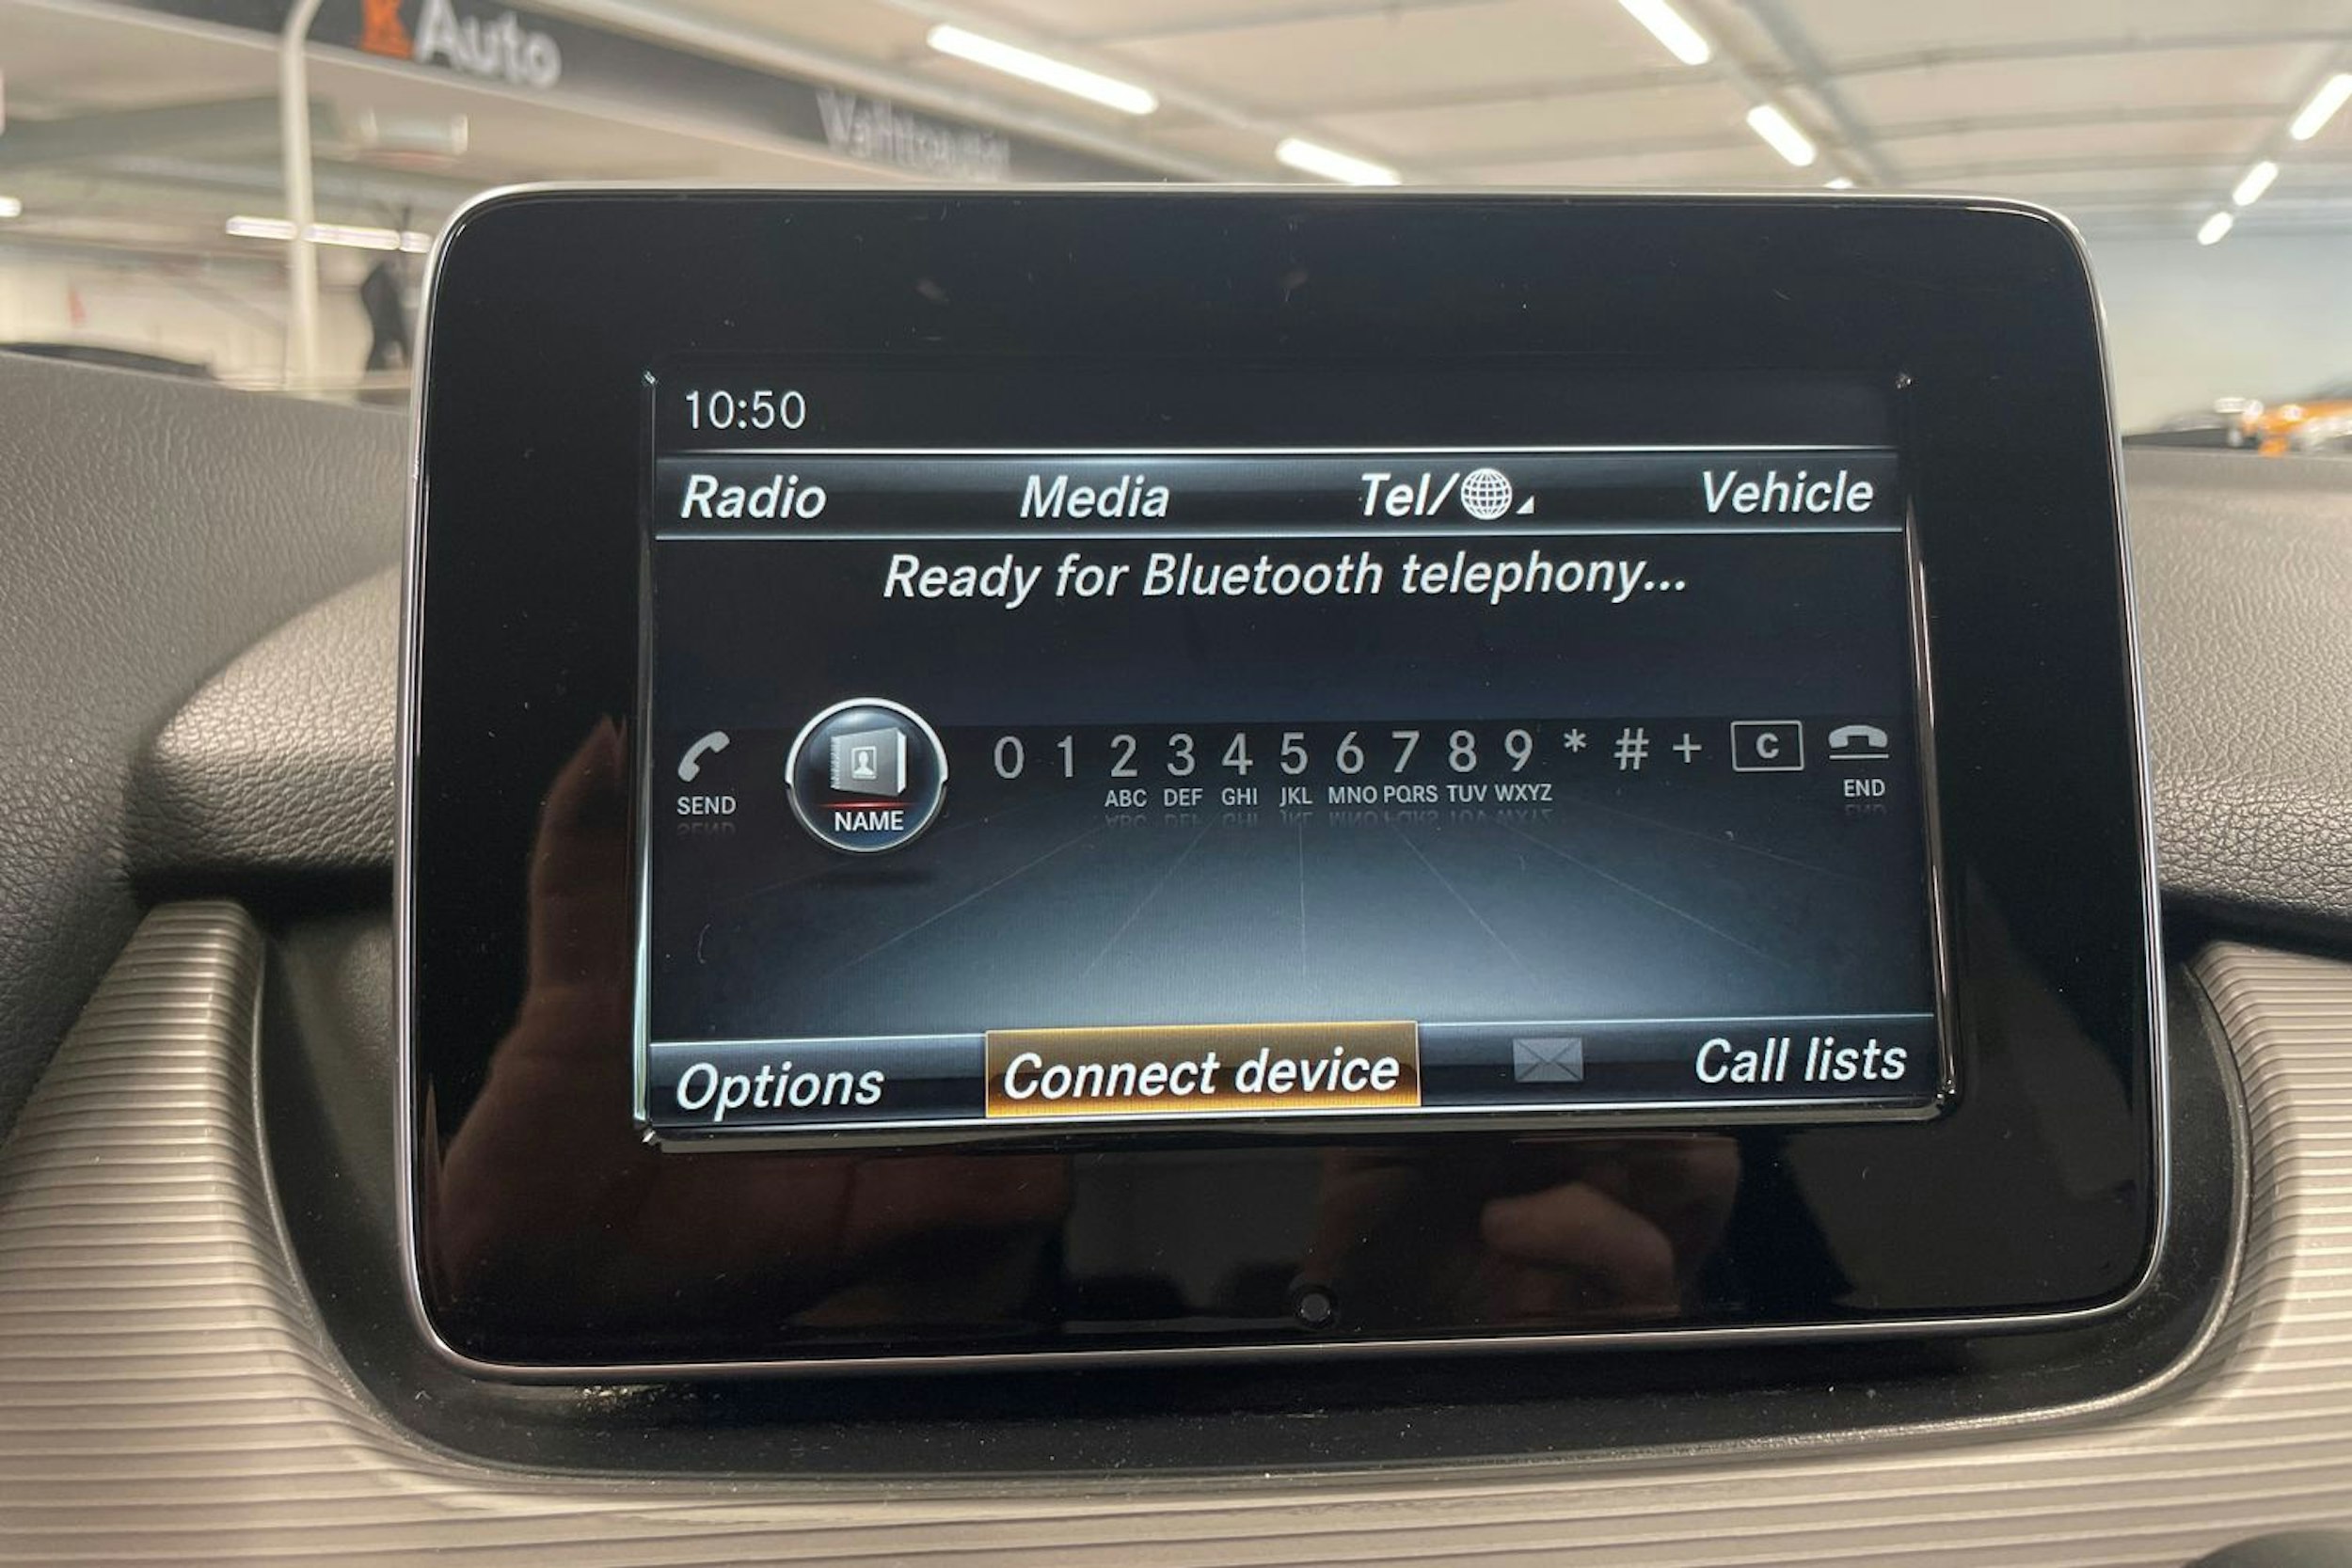 K Auto
10:50
Radio Media Tel/ Vehicle
Ready for Bluetooth telephony...
0 1 2 3 4 5 6 7 8 9 * # + C
SEND NAME ABC DEF GHI JKL MNO PQRS TUV WXYZ END
Options Connect device Call lists